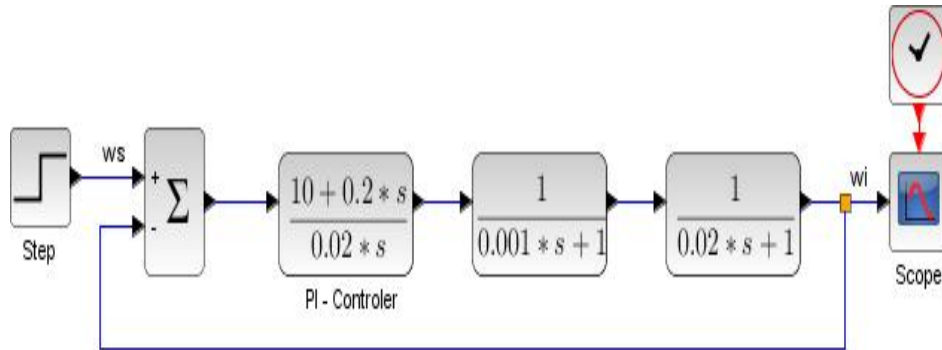 ws
+
Σ
-
Step
10 + 0.2 * s
0.02 * s
PI - Controler
1
0.001 * s + 1
1
0.02 * s + 1
wi
Scope